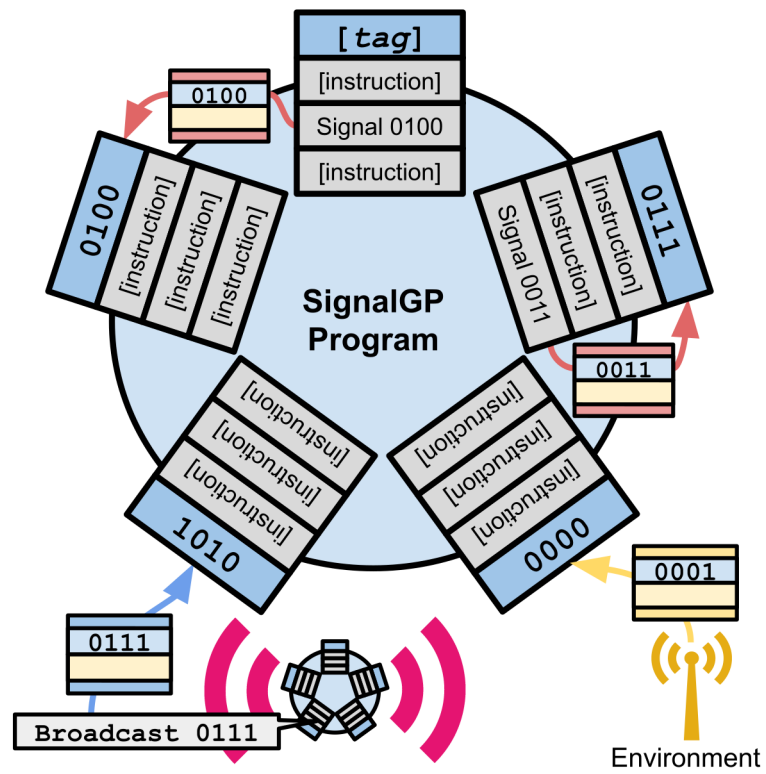 [tag]
[instruction]
Signal 0100
[instruction]
0100
0100
[instruction]
[instruction]
[instruction]
Signal 0011
[instruction]
[instruction]
0111
0011
SignalGP
Program
[instruction]
[instruction]
[instruction]
1010
[instruction]
[instruction]
[instruction]
0000
0001
0111
Broadcast 0111
Environment